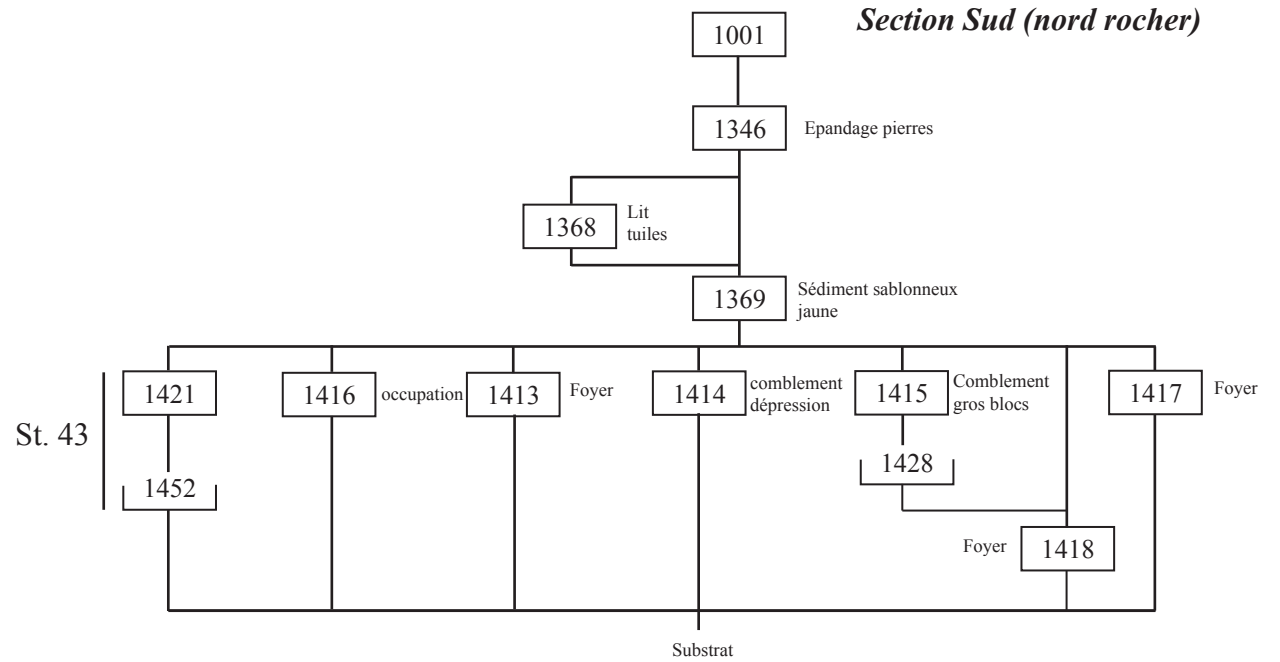 Section Sud (nord rocher)
1001
1346
Epandage pierres
1368
Lit
tuiles
1369
Sédiment sablonneux
jaune
St. 43
1421
1416
occupation
1413
Foyer
1414
comblement
dépression
1415
Comblement
gros blocs
1417
Foyer
1452
1428
Foyer
1418
Substrat